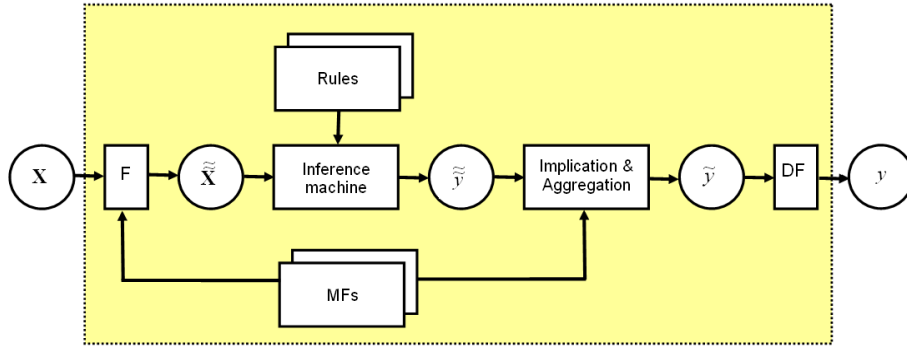 Rules
X
F
X̃̃
Inference
machine
ỹ̃
Implication &
Aggregation
ỹ
DF
y
MFs